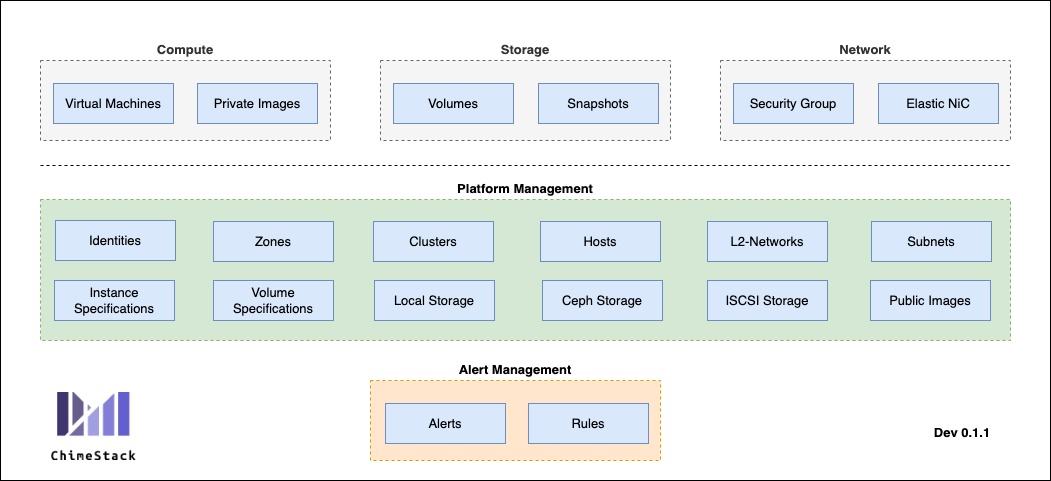 Compute
Storage
Network
Virtual Machines
Private Images
Volumes
Snapshots
Security Group
Elastic NiC
Platform Management
Identities
Zones
Clusters
Hosts
L2-Networks
Subnets
Instance
Specifications
Volume
Specifications
Local Storage
Ceph Storage
ISCSI Storage
Public Images
Alert Management
Alerts
Rules
ChimeStack
Dev 0.1.1